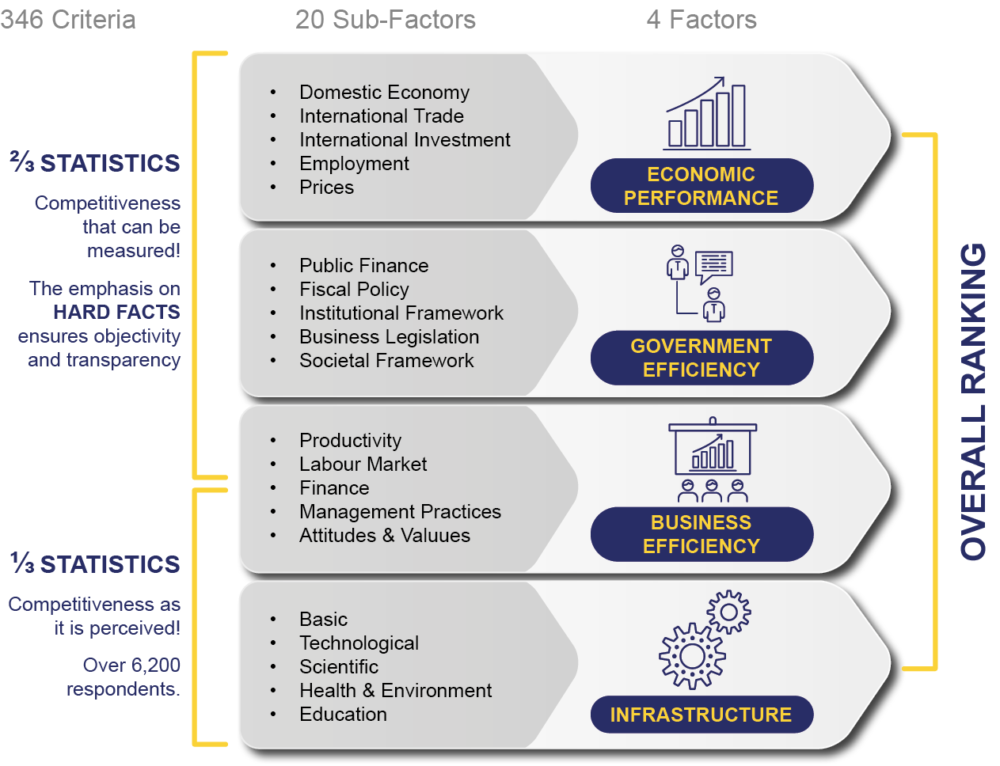 346 Criteria
20 Sub-Factors
4 Factors
⅔ STATISTICS
Competitiveness
that can be
measured!
The emphasis on
HARD FACTS
ensures objectivity
and transparency
⅓ STATISTICS
Competitiveness as
it is perceived!
Over 6,200
respondents.
• Domestic Economy
• International Trade
• International Investment
• Employment
• Prices
ECONOMIC
PERFORMANCE
• Public Finance
• Fiscal Policy
• Institutional Framework
• Business Legislation
• Societal Framework
GOVERNMENT
EFFICIENCY
• Productivity
• Labour Market
• Finance
• Management Practices
• Attitudes & Valuues
BUSINESS
EFFICIENCY
• Basic
• Technological
• Scientific
• Health & Environment
• Education
INFRASTRUCTURE
OVERALL RANKING